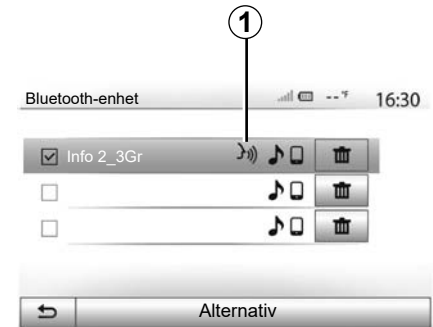 1
Bluetooth-enhet --°F 16:30
Info 2_3Gr
Alternativ